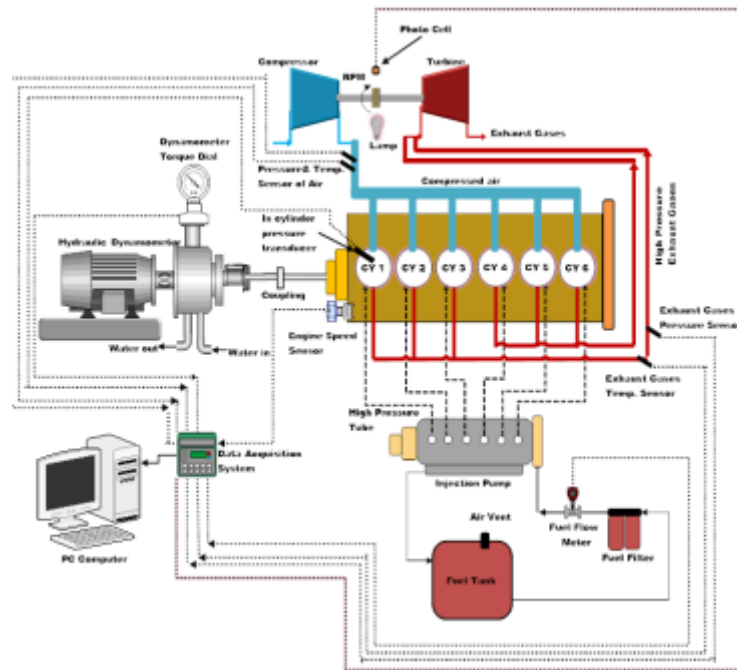 Photo Cell
Compressor
Turbine
RPM
Lamp
Exhaust Gases
Dynamometer
Torque Dial
Pressure& Temp.
Sensor of Air
Compressed air
In cylinder
pressure
transducer
Hydraulic Dynamometer
High Pressure
Exhaust Gases
CY 1
CY 2
CY 3
CY 4
CY 5
CY 6
Coupling
Water out
Water in
Engine Speed
Sensor
Exhaust Gases
Pressure Sensor
Exhaust Gases
Temp. Sensor
High Pressure
Tube
Injection Pump
Data Acquisition
System
PC Computer
Air Vent
Fuel Tank
Fuel Flow
Meter
Fuel Filter